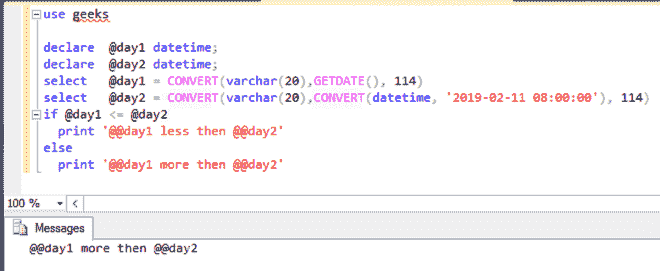 use geeks
declare @day1 datetime;
declare @day2 datetime;
select @day1 = CONVERT(varchar(20),GETDATE(), 114)
select @day2 = CONVERT(varchar(20),CONVERT(datetime, '2019-02-11 08:00:00'), 114)
if @day1 <= @day2
print '@@day1 less then @@day2'
else
print '@@day1 more then @@day2'
100 %
Messages
@@day1 more then @@day2